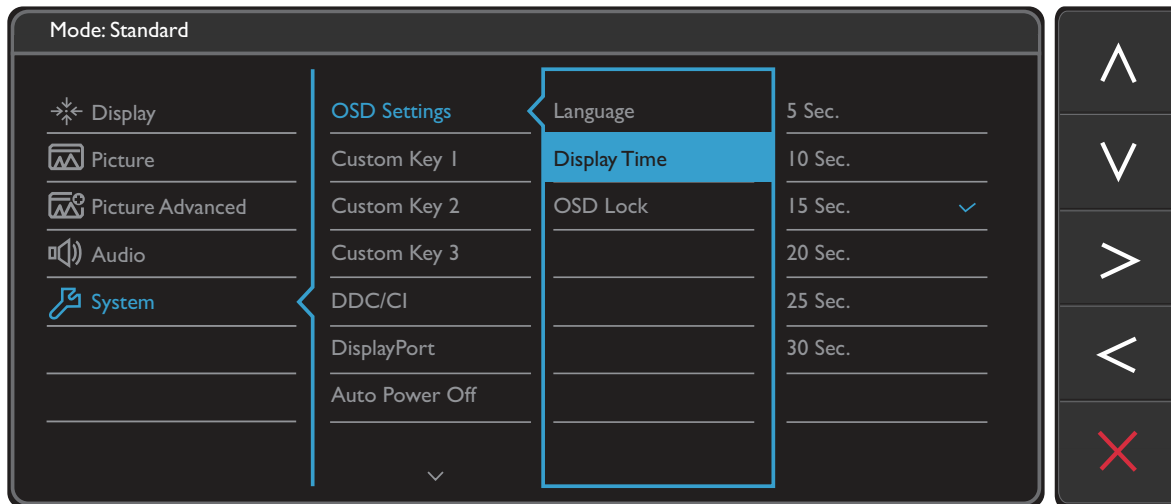 Mode: Standard
Display
Picture
Picture Advanced
Audio
System
OSD Settings
Custom Key 1
Custom Key 2
Custom Key 3
DDC/CI
DisplayPort
Auto Power Off
Language
Display Time
OSD Lock
5 Sec.
10 Sec.
15 Sec.
20 Sec.
25 Sec.
30 Sec.